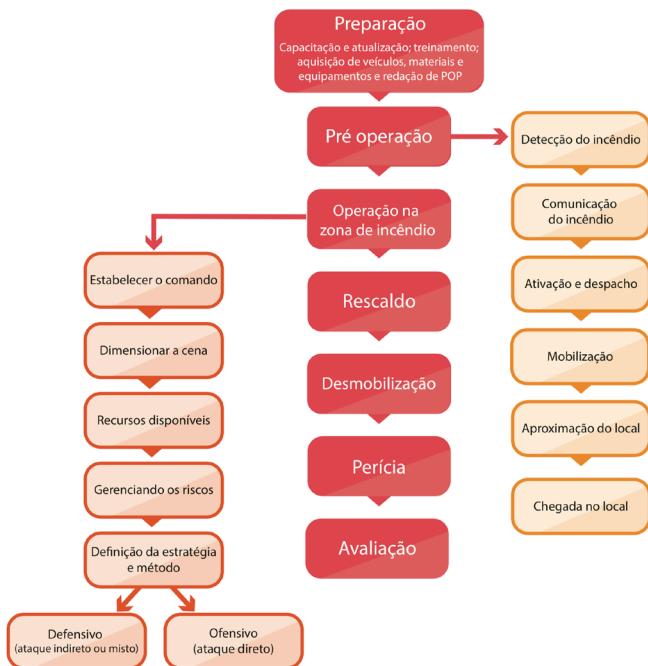 Preparação
Capacitação e atualização; treinamento;
aquisição de veículos, materiais e
equipamentos e redação de POP
Pré operação
Operação na
zona de incêndio
Rescaldo
Desmobilização
Perícia
Avaliação
Detecção do incêndio
Comunicação
do incêndio
Ativação e despacho
Mobilização
Aproximação do local
Chegada no local
Estabelecer o comando
Dimensionar a cena
Recursos disponíveis
Gerenciando os riscos
Definição da estratégia
e método
Defensivo
(ataque indireto ou misto)
Ofensivo
(ataque direto)